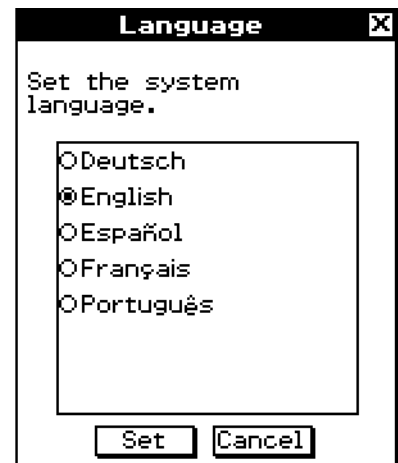 Language
Set the system
language.
Deutsch
English
Español
Français
Português
Set Cancel